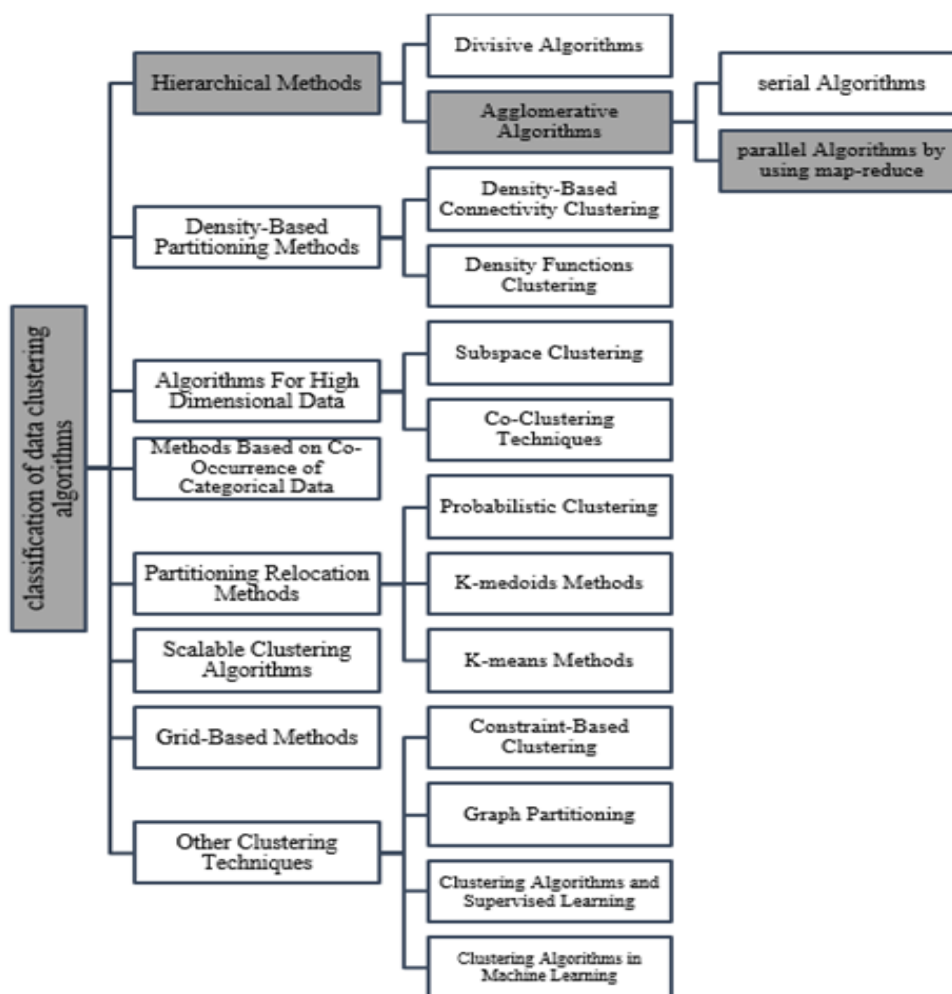 classification of data clustering
algorithms
Hierarchical Methods
Divisive Algorithms
Agglomerative
Algorithms
serial Algorithms
parallel Algorithms by
using map-reduce
Density-Based
Partitioning Methods
Density-Based
Connectivity Clustering
Density Functions
Clustering
Algorithms For High
Dimensional Data
Subspace Clustering
Co-Clustering
Techniques
Methods Based on Co-
Occurrence of
Categorical Data
Partitioning Relocation
Methods
Probabilistic Clustering
K-medoids Methods
K-means Methods
Scalable Clustering
Algorithms
Grid-Based Methods
Other Clustering
Techniques
Constraint-Based
Clustering
Graph Partitioning
Clustering Algorithms and
Supervised Learning
Clustering Algorithms in
Machine Learning